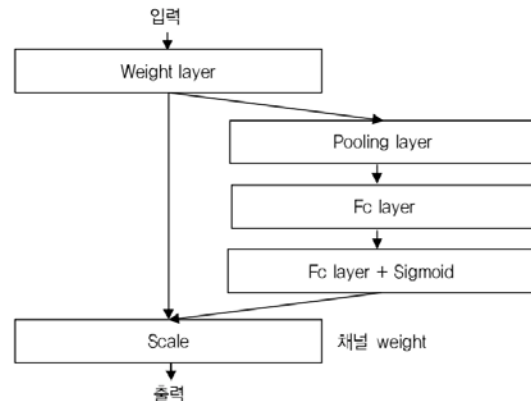 입력
Weight layer
Pooling layer
Fc layer
Fc layer + Sigmoid
Scale
채널 weight
출력